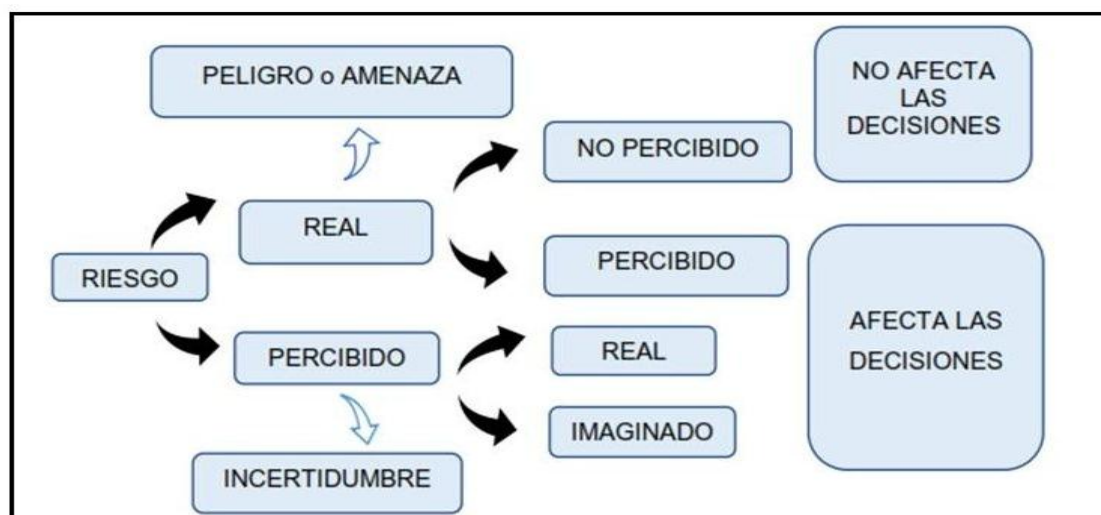 PELIGRO o AMENAZA
NO AFECTA
LAS
DECISIONES
NO PERCIBIDO
REAL
RIESGO
PERCIBIDO
AFECTA LAS
DECISIONES
PERCIBIDO
REAL
IMAGINADO
INCERTIDUMBRE